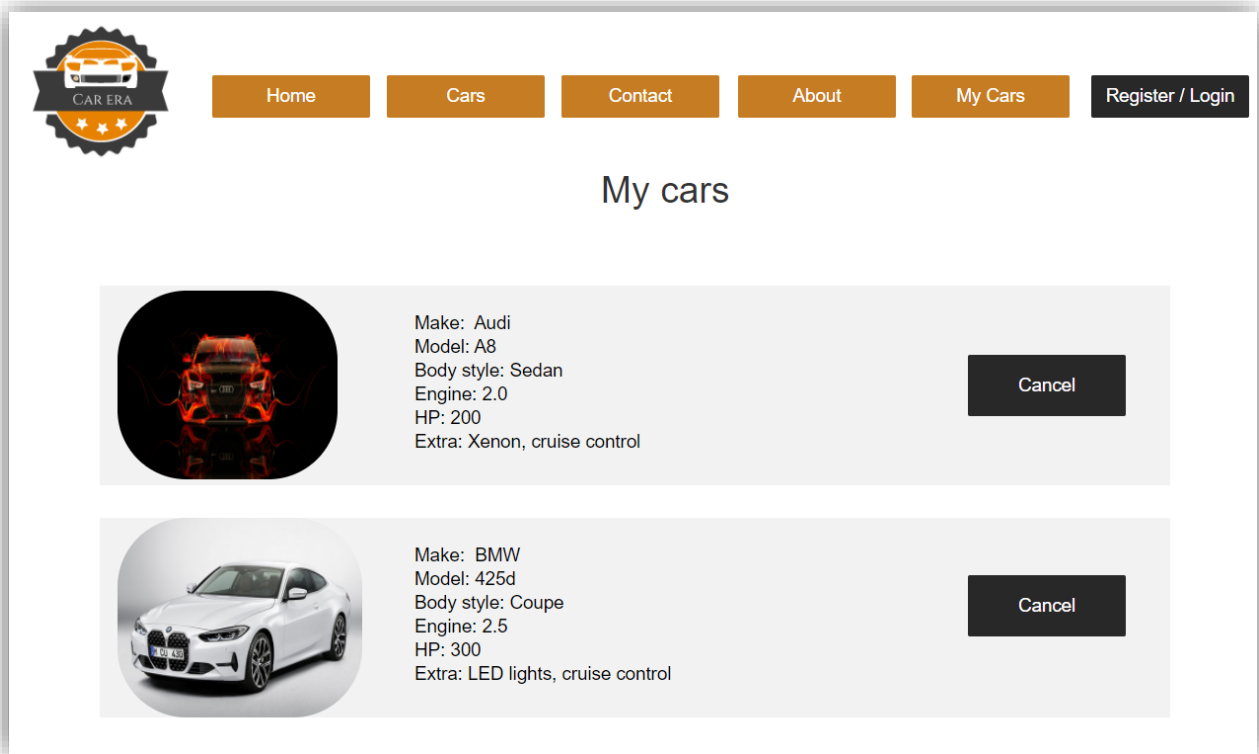 CAR ERA
Home
Cars
Contact
About
My Cars
Register / Login
My cars
Make: Audi
Model: A8
Body style: Sedan
Engine: 2.0
HP: 200
Extra: Xenon, cruise control
Cancel
Make: BMW
Model: 425d
Body style: Coupe
Engine: 2.5
HP: 300
Extra: LED lights, cruise control
Cancel
M CU 430